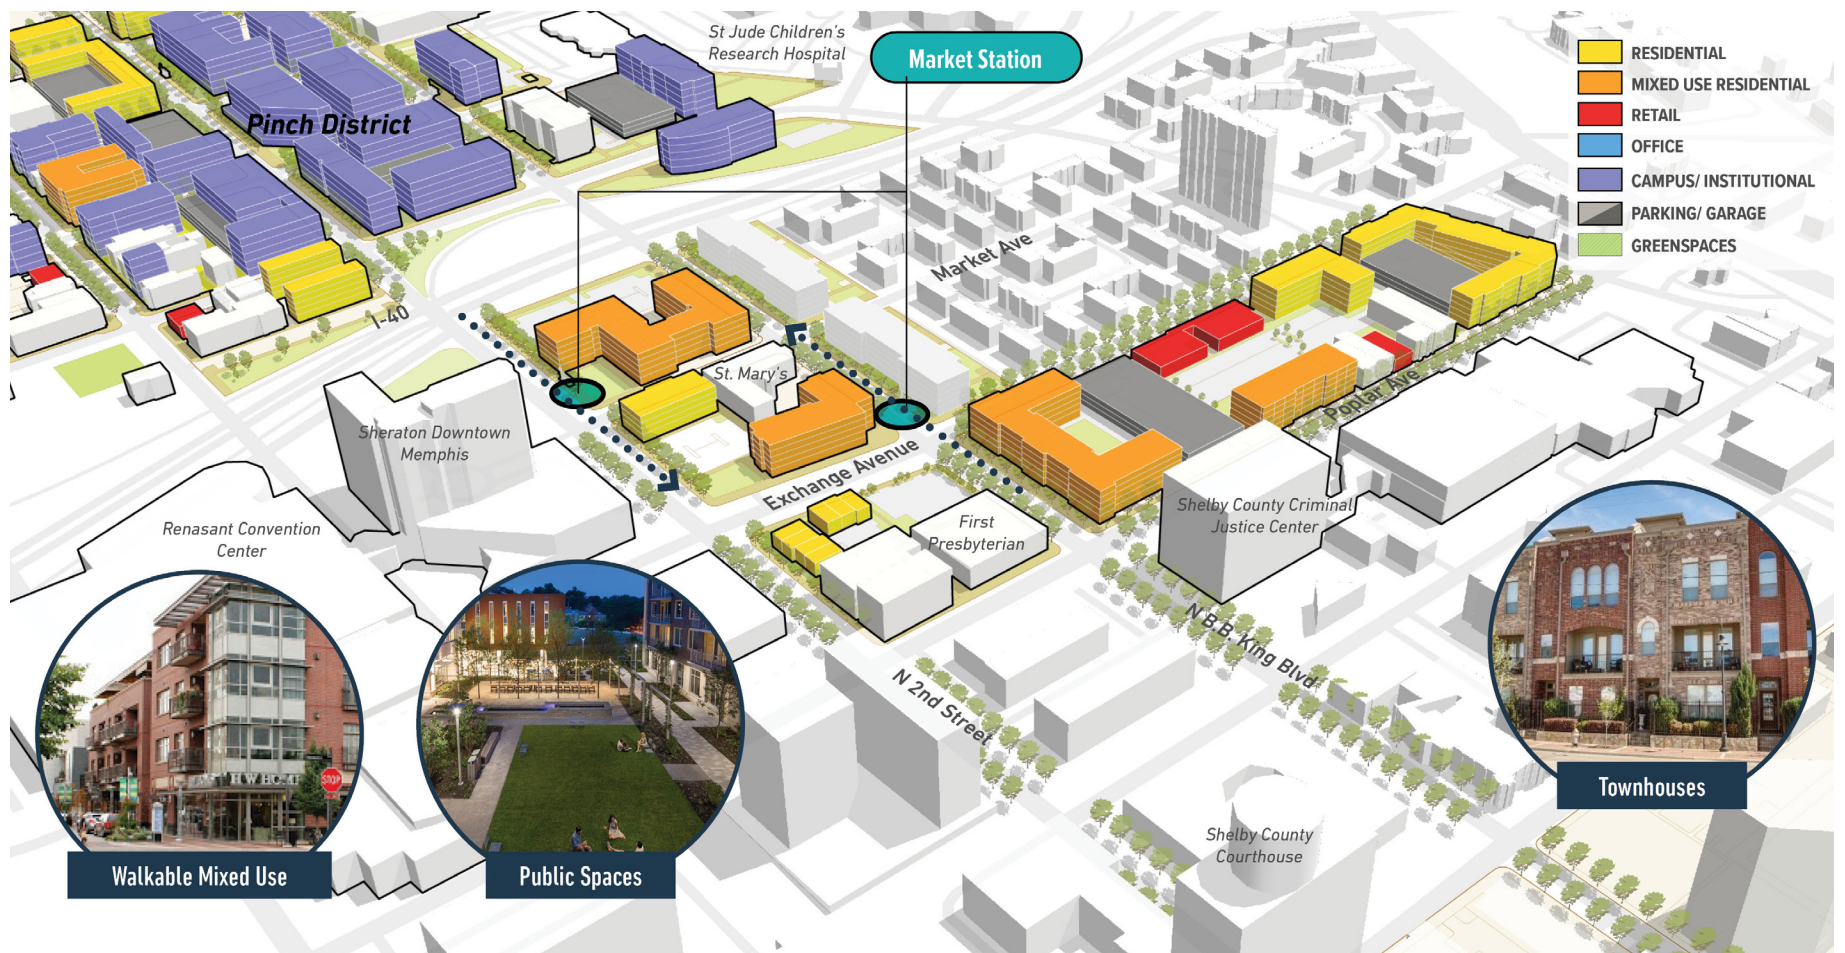 St Jude Children's
Research Hospital
Market Station
RESIDENTIAL
MIXED USE RESIDENTIAL
RETAIL
OFFICE
CAMPUS/ INSTITUTIONAL
PARKING/ GARAGE
GREENSPACES
Pinch District
Market Ave
I-40
St. Mary's
Poplar Ave
Sheraton Downtown
Memphis
Exchange Avenue
Renasant Convention
Center
First
Presbyterian
Shelby County Criminal
Justice Center
N B.B. King Blvd
N 2nd Street
STOP
Townhouses
Shelby County
Courthouse
Walkable Mixed Use
Public Spaces